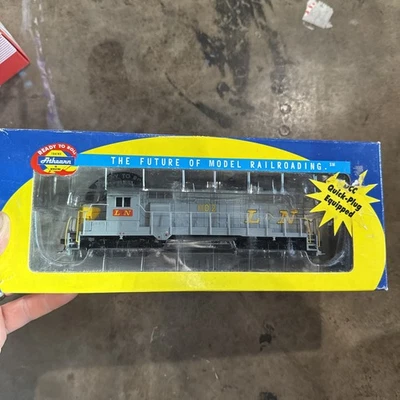 READY TO ROLL
Athearn
THE FUTURE OF MODEL RAILROADING.
DCC
Quick-Plug
Equipped
L N
L N